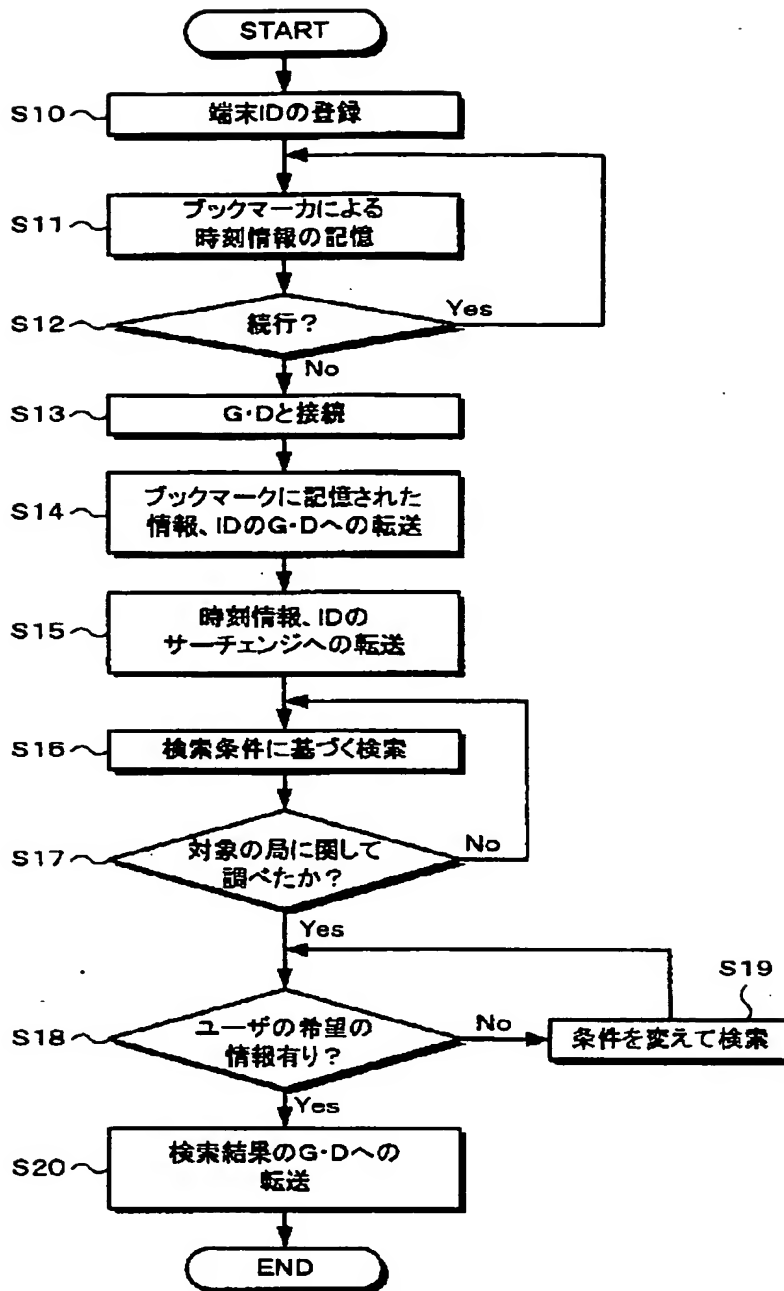 START
S10
端末IDの登録
S11
ブックマーカによる
時刻情報の記憶
S12
続行?
Yes
No
S13
G・Dと接続
S14
ブックマークに記憶された
情報、IDのG・Dへの転送
S15
時刻情報、IDの
サーチェンジへの転送
S16
検索条件に基づく検索
S17
対象の局に関して
調べたか?
No
Yes
S18
ユーザの希望の
情報有り?
No
S19
条件を変えて検索
Yes
S20
検索結果のG・Dへの
転送
END